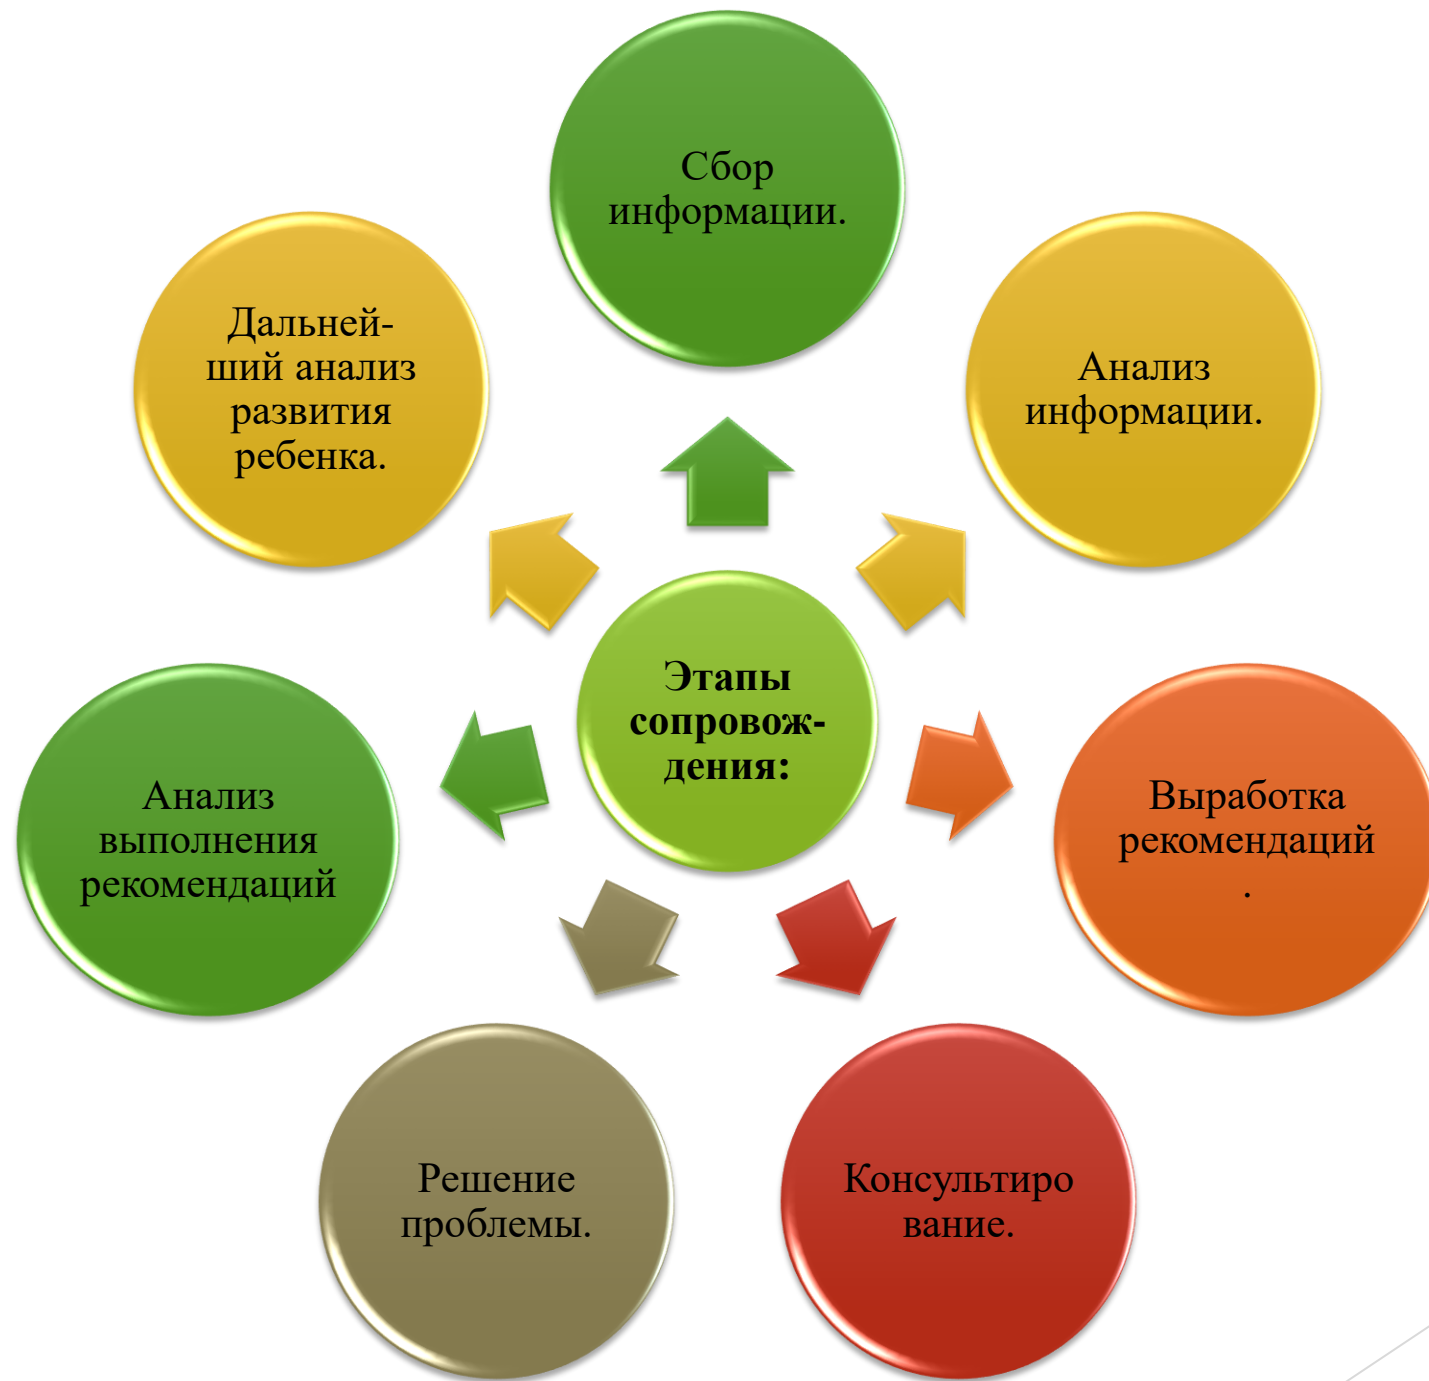 Сбор
информации.
Анализ
информации.
Выработка
рекомендаций
.
Консультиро
вание.
Решение
проблемы.
Анализ
выполнения
рекомендаций
Дальней-
ший анализ
развития
ребенка.
Этапы
сопровож-
дения: